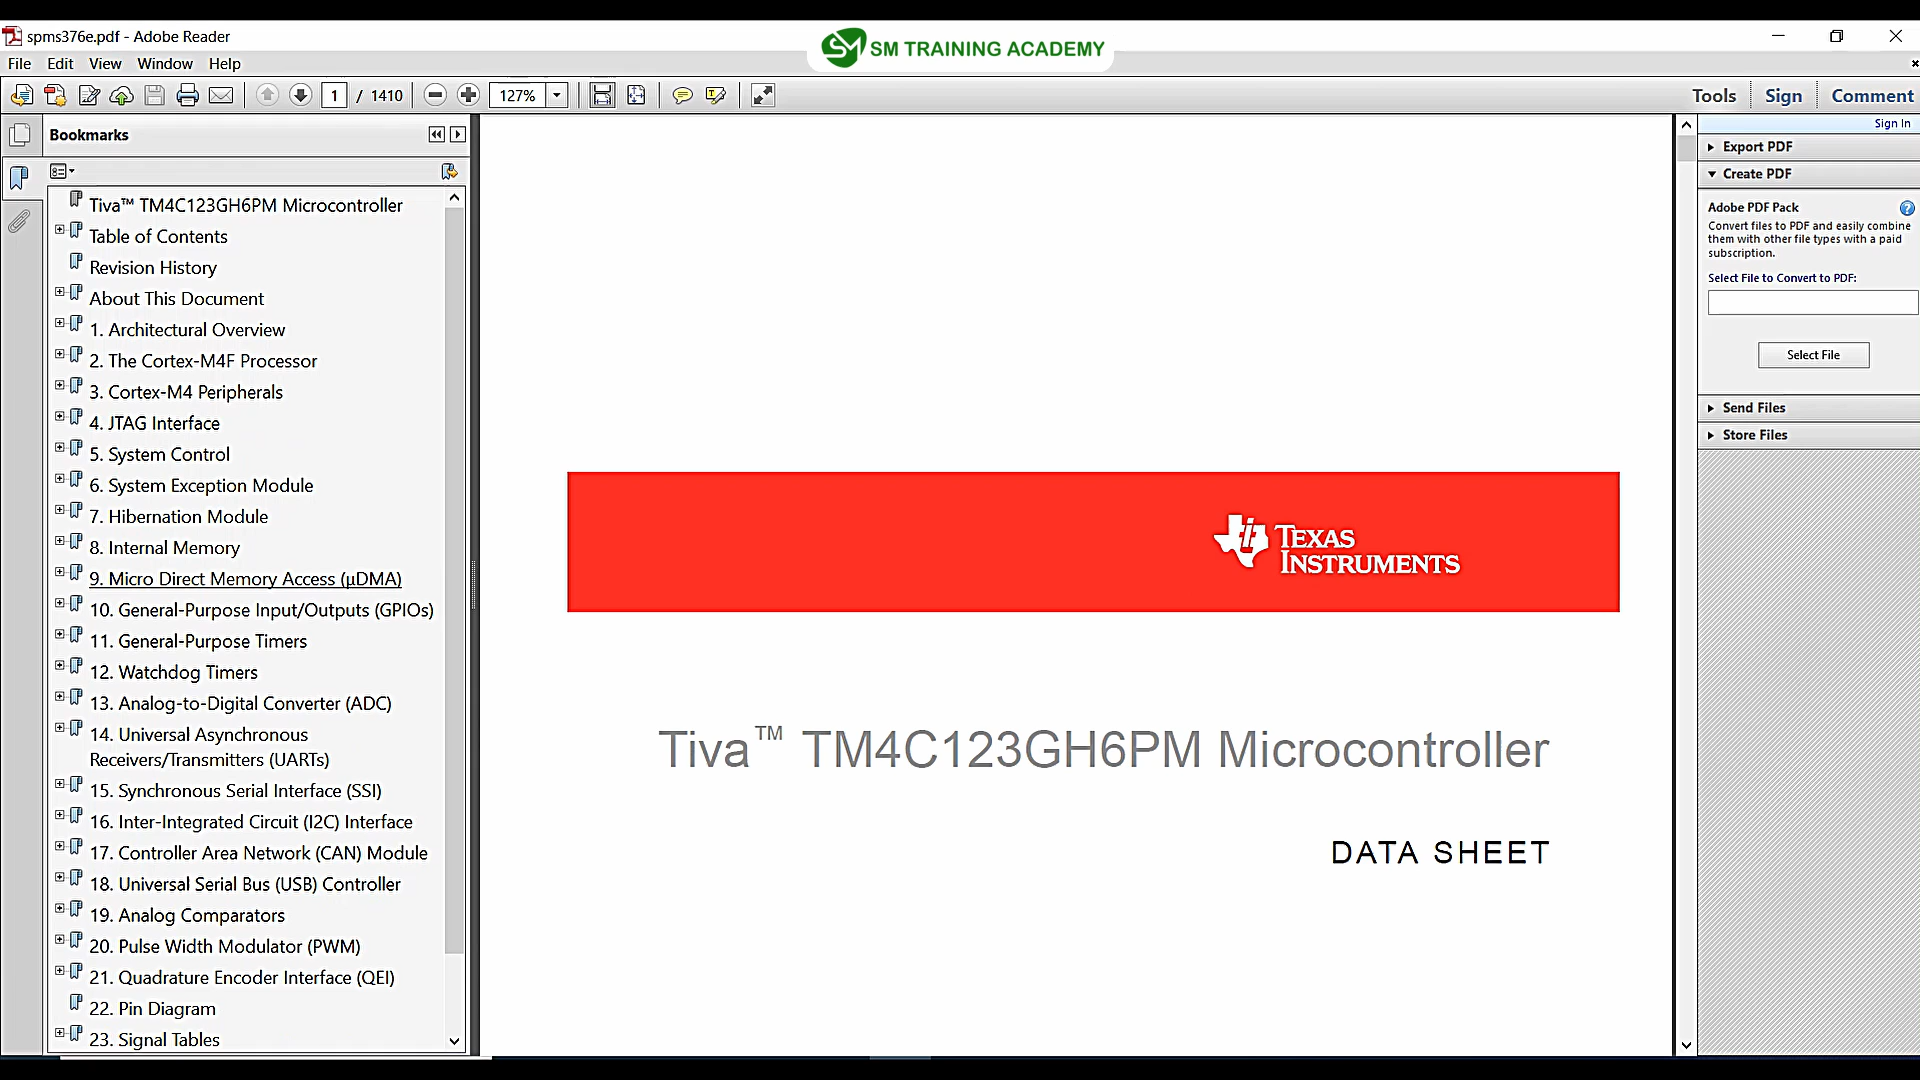 spms376e.pdf - Adobe Reader
SM TRAINING ACADEMY
File Edit View Window Help
1 / 1410
127%
Tools Sign Comment
Bookmarks
Tiva™ TM4C123GH6PM Microcontroller
Table of Contents
Revision History
About This Document
1. Architectural Overview
2. The Cortex-M4F Processor
3. Cortex-M4 Peripherals
4. JTAG Interface
5. System Control
6. System Exception Module
7. Hibernation Module
8. Internal Memory
9. Micro Direct Memory Access (µDMA)
10. General-Purpose Input/Outputs (GPIOs)
11. General-Purpose Timers
12. Watchdog Timers
13. Analog-to-Digital Converter (ADC)
14. Universal Asynchronous
Receivers/Transmitters (UARTs)
15. Synchronous Serial Interface (SSI)
16. Inter-Integrated Circuit (I2C) Interface
17. Controller Area Network (CAN) Module
18. Universal Serial Bus (USB) Controller
19. Analog Comparators
20. Pulse Width Modulator (PWM)
21. Quadrature Encoder Interface (QEI)
22. Pin Diagram
23. Signal Tables
TEXAS
INSTRUMENTS
Tiva™ TM4C123GH6PM Microcontroller
DATA SHEET
Sign In
Export PDF
Create PDF
Adobe PDF Pack
Convert files to PDF and easily combine
them with other file types with a paid
subscription.
Select File to Convert to PDF:
Select File
Send Files
Store Files